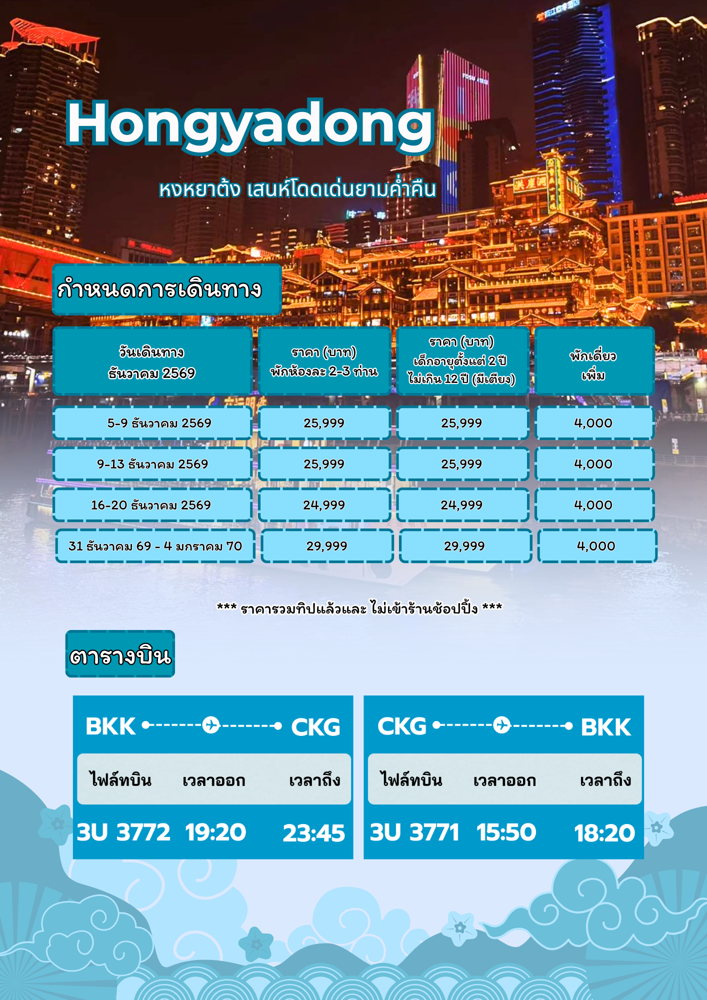 FOSUN
Hongyadong
หงหยาต้ง เสน่ห์โดดเด่นยามค่ำคืน
洪崖洞
กำหนดการเดินทาง
วันเดินทาง
ธันวาคม 2569
ราคา (บาท)
พักห้องละ 2-3 ท่าน
ราคา (บาท)
เด็กอายุตั้งแต่ 2 ปี
ไม่เกิน 12 ปี (มีเตียง)
พักเดี่ยว
เพิ่ม
5-9 ธันวาคม 2569 25,999 25,999 4,000
9-13 ธันวาคม 2569 25,999 25,999 4,000
16-20 ธันวาคม 2569 24,999 24,999 4,000
31 ธันวาคม 69 - 4 มกราคม 70 29,999 29,999 4,000
*** ราคารวมทิปแล้วและ ไม่เข้าร้านช้อปปิ้ง ***
ตารางบิน
BKK CKG
ไฟล์ทบิน เวลาออก เวลาถึง
3U 3772 19:20 23:45
CKG BKK
ไฟล์ทบิน เวลาออก เวลาถึง
3U 3771 15:50 18:20